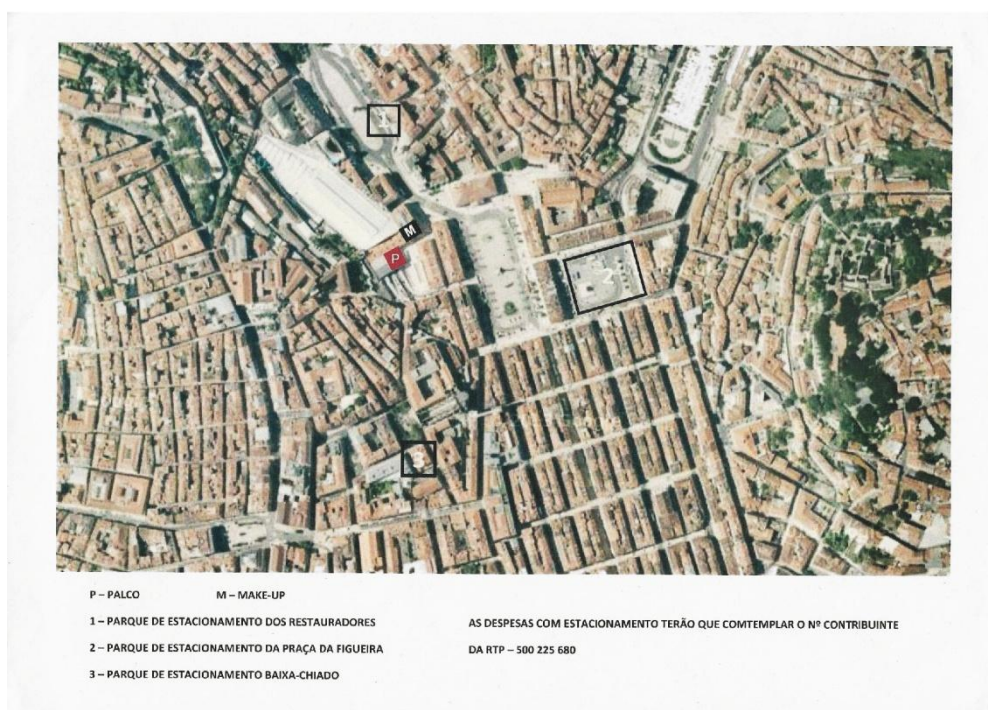 1
M
P
2
3
P – PALCO M – MAKE-UP
1 – PARQUE DE ESTACIONAMENTO DOS RESTAURADORES
2 – PARQUE DE ESTACIONAMENTO DA PRAÇA DA FIGUEIRA
3 – PARQUE DE ESTACIONAMENTO BAIXA-CHIADO
AS DESPESAS COM ESTACIONAMENTO TERÃO QUE COMTEMPLAR O Nº CONTRIBUINTE
DA RTP – 500 225 680